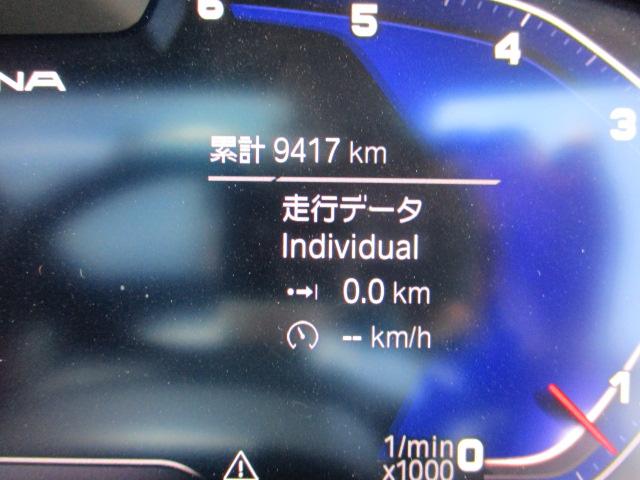 6
5
4
NA
3
累計 9417 km
走行データ
Individual
0.0 km
-- km/h
1
1/min
x1000
0